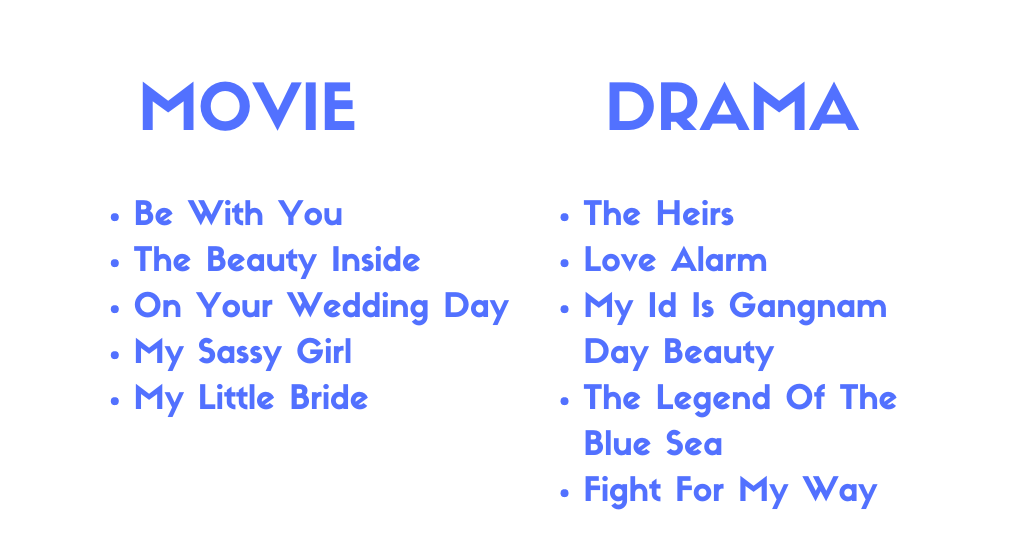 MOVIE
• Be With You
• The Beauty Inside
• On Your Wedding Day
• My Sassy Girl
• My Little Bride
DRAMA
• The Heirs
• Love Alarm
• My Id Is Gangnam
Day Beauty
• The Legend Of The
Blue Sea
• Fight For My Way